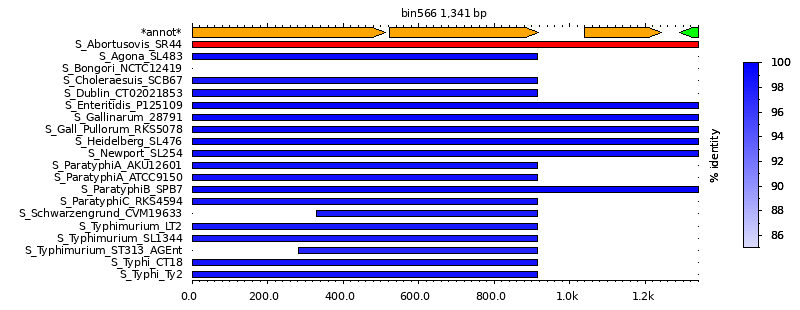 bin566 1,341 bp
*annot*
S_Abortusovis_SR44
S_Agona_SL483
S_Bongori_NCTC12419
S_Choleraesuis_SCB67
S_Dublin_CT02021853
S_Enteritidis_P125109
S_Gallinarum_28791
S_Gall_Pullorum_RKS5078
S_Heidelberg_SL476
S_Newport_SL254
S_ParatyphiA_AKU12601
S_ParatyphiA_ATCC9150
S_ParatyphiB_SPB7
S_ParatyphiC_RKS4594
S_Schwarzengrund_CVM19633
S_Typhimurium_LT2
S_Typhimurium_SL1344
S_Typhimurium_ST313_AGEnt
S_Typhi_CT18
S_Typhi_Ty2
0.0 200.0 400.0 600.0 800.0 1.0k 1.2k
% identity
100
98
96
94
92
90
88
86